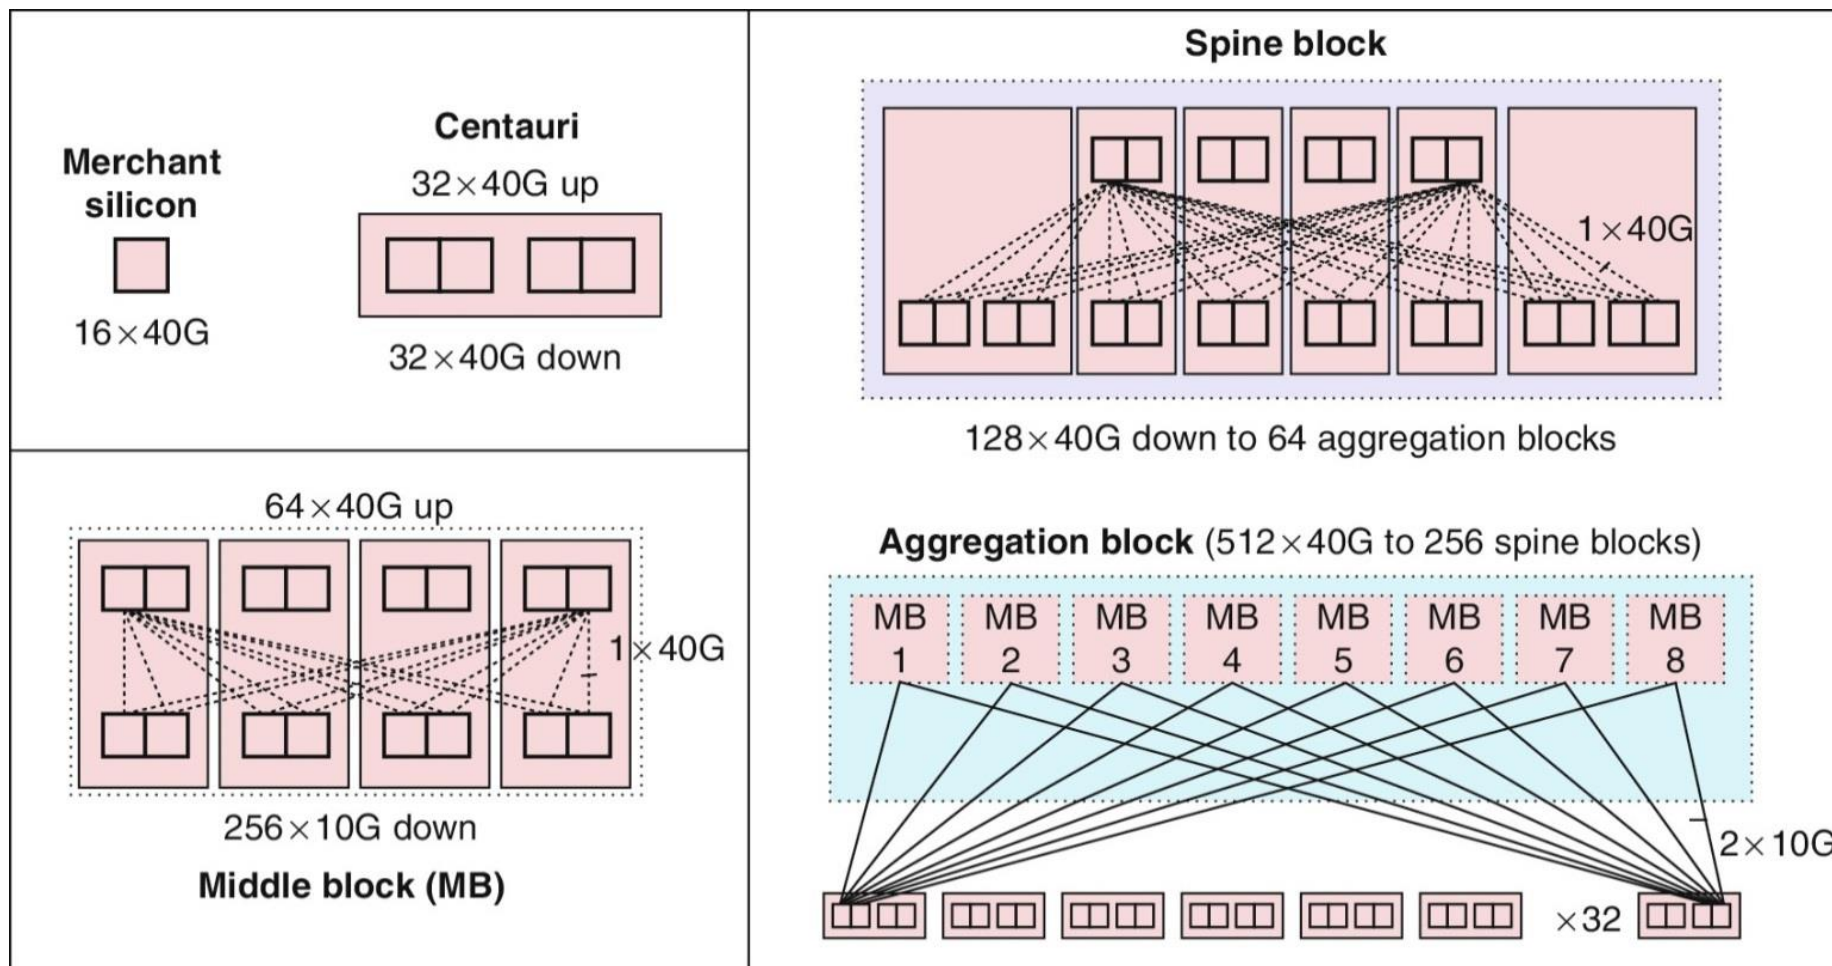 Merchant
silicon
16×40G
Centauri
32×40G up
32×40G down
64×40G up
1×40G
256×10G down
Middle block (MB)
Spine block
1×40G
128×40G down to 64 aggregation blocks
Aggregation block (512×40G to 256 spine blocks)
MB
1
MB
2
MB
3
MB
4
MB
5
MB
6
MB
7
MB
8
2×10G
×32